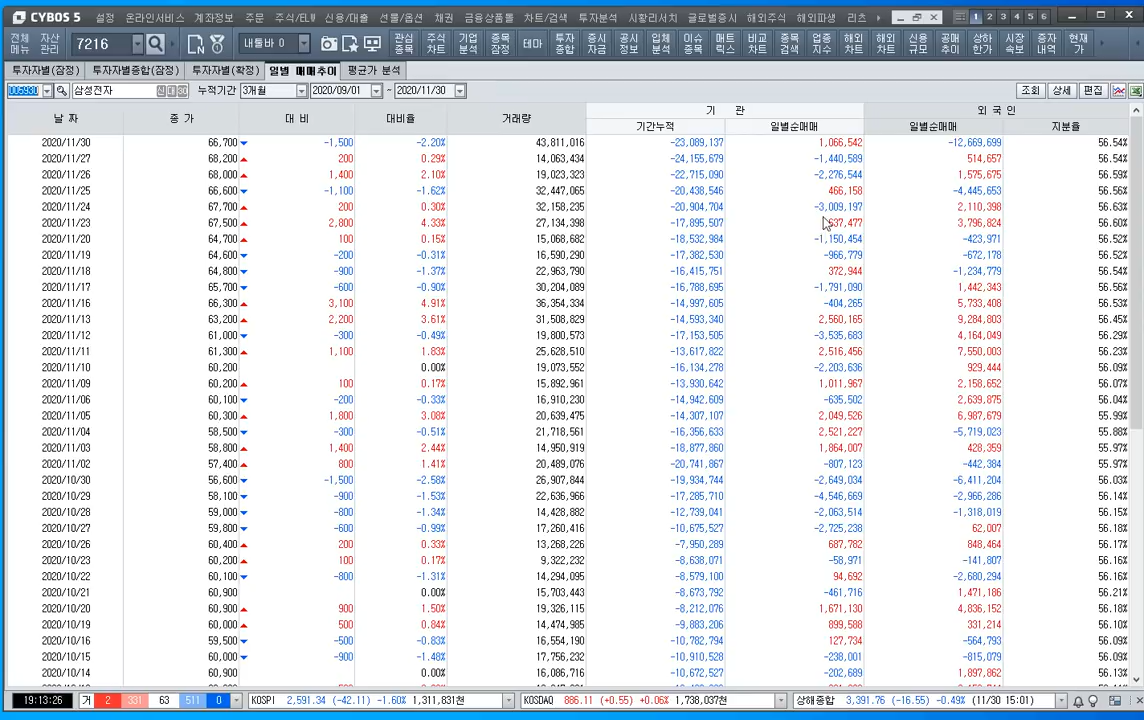 CYBOS 5 설정 온라인서비스 계좌정보 주문 주식/ELW 신용/대출 선물/옵션 채권 금융상품몰 차트/검색 투자분석 시황리서치 글로벌증시 해외주식 해외파생 리츠 1 2 3 4 5 6
전체메뉴 자산관리 7216 내툴바0 관심종목 주식차트 기업분석 종목잠정 테마 투자종합 증시자금 공시정보 입체분석 이슈종목 매트릭스 비교차트 종목검색 업종지수 해외차트 해외차트 신용규모 공매추이 상하한가 시장속보 증자내역 현재가
투자자별(잠정) 투자자별종합(잠정) 투자자별(확정) 일별 매매추이 평균가 분석
005930 삼성전자 누적기간 3개월 2020/09/01 ~ 2020/11/30 조회 상세 편집
날 짜 종 가 대 비 대비율 거래량 기 관 외 국 인
기간누적 일별순매매 일별순매매 지분율
2020/11/30 66,700 -1,500 -2.20% 43,811,016 -23,089,137 1,066,542 -12,669,699 56.54%
2020/11/27 68,200 200 0.29% 14,063,434 -24,155,679 -1,440,589 514,657 56.63%
2020/11/26 68,000 1,400 2.10% 19,023,323 -22,715,090 -2,276,544 1,575,675 56.59%
2020/11/25 66,600 -1,100 -1.62% 32,447,065 -20,438,546 466,158 -4,445,653 56.56%
2020/11/24 67,700 200 0.30% 32,158,235 -20,904,704 -3,009,197 2,110,398 56.63%
2020/11/23 67,500 2,800 4.33% 27,134,398 -17,895,507 637,477 3,796,824 56.60%
2020/11/20 64,700 100 0.15% 15,068,682 -18,532,984 -1,150,454 -423,971 56.52%
2020/11/19 64,600 -200 -0.31% 16,590,290 -17,382,530 -966,779 -672,178 56.52%
2020/11/18 64,800 -900 -1.37% 22,963,790 -16,415,751 372,944 -1,234,779 56.54%
2020/11/17 65,700 -600 -0.90% 30,204,089 -16,788,695 -1,791,090 1,442,343 56.56%
2020/11/16 66,300 3,100 4.91% 36,354,334 -14,997,605 -404,265 5,733,408 56.53%
2020/11/13 63,200 2,200 3.61% 31,508,829 -14,593,340 2,560,165 9,284,803 56.45%
2020/11/12 61,000 -300 -0.49% 19,800,573 -17,153,505 -3,535,683 4,164,049 56.29%
2020/11/11 61,300 1,100 1.83% 25,628,510 -13,617,822 2,516,456 7,550,003 56.23%
2020/11/10 60,200 0.00% 19,073,552 -16,134,278 -2,203,636 929,444 56.09%
2020/11/09 60,200 100 0.17% 15,892,961 -13,930,642 1,011,967 2,158,652 56.07%
2020/11/06 60,100 -200 -0.33% 16,910,230 -14,942,609 -635,502 2,639,875 56.04%
2020/11/05 60,300 1,800 3.08% 20,639,475 -14,307,107 2,049,526 6,987,679 55.99%
2020/11/04 58,500 -300 -0.51% 21,718,561 -16,356,633 2,521,227 -5,719,023 55.88%
2020/11/03 58,800 1,400 2.44% 14,950,919 -18,877,860 1,864,007 428,359 55.97%
2020/11/02 57,400 800 1.41% 20,489,076 -20,741,867 -807,123 -442,384 55.97%
2020/10/30 56,600 -1,500 -2.58% 26,907,844 -19,934,744 -2,649,034 -6,411,204 56.03%
2020/10/29 58,100 -900 -1.53% 22,636,966 -17,285,710 -4,546,669 -2,966,286 56.14%
2020/10/28 59,000 -800 -1.34% 14,428,882 -12,739,041 -2,063,514 -1,318,019 56.15%
2020/10/27 59,800 -600 -0.99% 17,260,416 -10,675,527 -2,725,238 62,007 56.18%
2020/10/26 60,400 200 0.33% 13,268,226 -7,950,289 687,782 848,464 56.17%
2020/10/23 60,200 100 0.17% 9,322,232 -8,638,071 -58,971 -141,807 56.16%
2020/10/22 60,100 -800 -1.31% 14,294,095 -8,579,100 94,692 -2,680,294 56.16%
2020/10/21 60,900 0.00% 15,703,443 -8,673,792 -461,716 1,471,186 56.21%
2020/10/20 60,900 900 1.50% 19,326,115 -8,212,076 1,671,130 4,836,152 56.18%
2020/10/19 60,000 500 0.84% 14,474,985 -9,883,206 899,588 331,214 56.10%
2020/10/16 59,500 -500 -0.83% 16,554,190 -10,782,794 127,734 -564,793 56.09%
2020/10/15 60,000 -900 -1.48% 17,756,232 -10,910,528 -238,001 -815,079 56.09%
2020/10/14 60,900 0.00% 16,086,716 -10,672,527 -202,689 1,897,862 56.10%
19:13:26 거 2 331 63 511 0 KOSPI 2,591.34 (-42.11) -1.60% 1,311,831천 KOSDAQ 886.11 (+0.55) +0.06% 1,738,037천 상해종합 3,391.76 (-16.55) -0.49% (11/30 15:01)